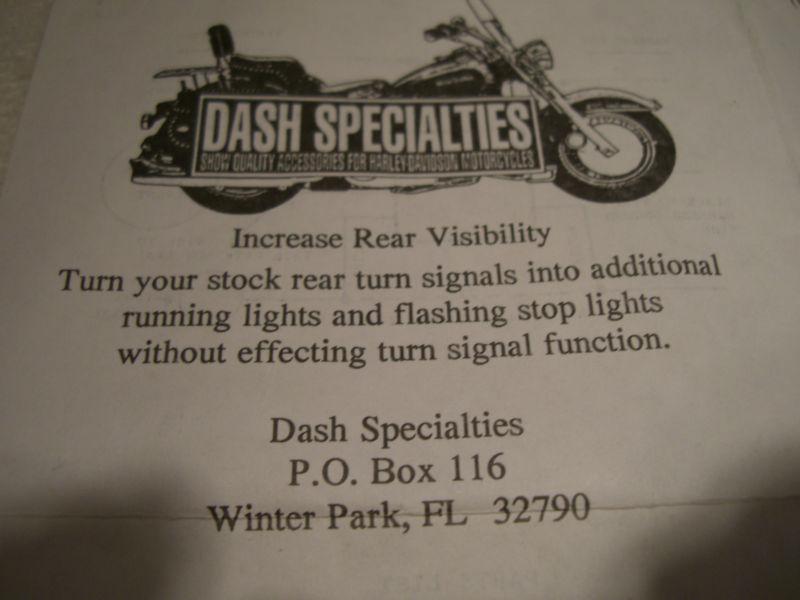 DASH SPECIALTIES
SHOW QUALITY ACCESSORIES FOR HARLEY-DAVIDSON MOTORCYCLES
Increase Rear Visibility
Turn your stock rear turn signals into additional
running lights and flashing stop lights
without effecting turn signal function.
Dash Specialties
P.O. Box 116
Winter Park, FL 32790